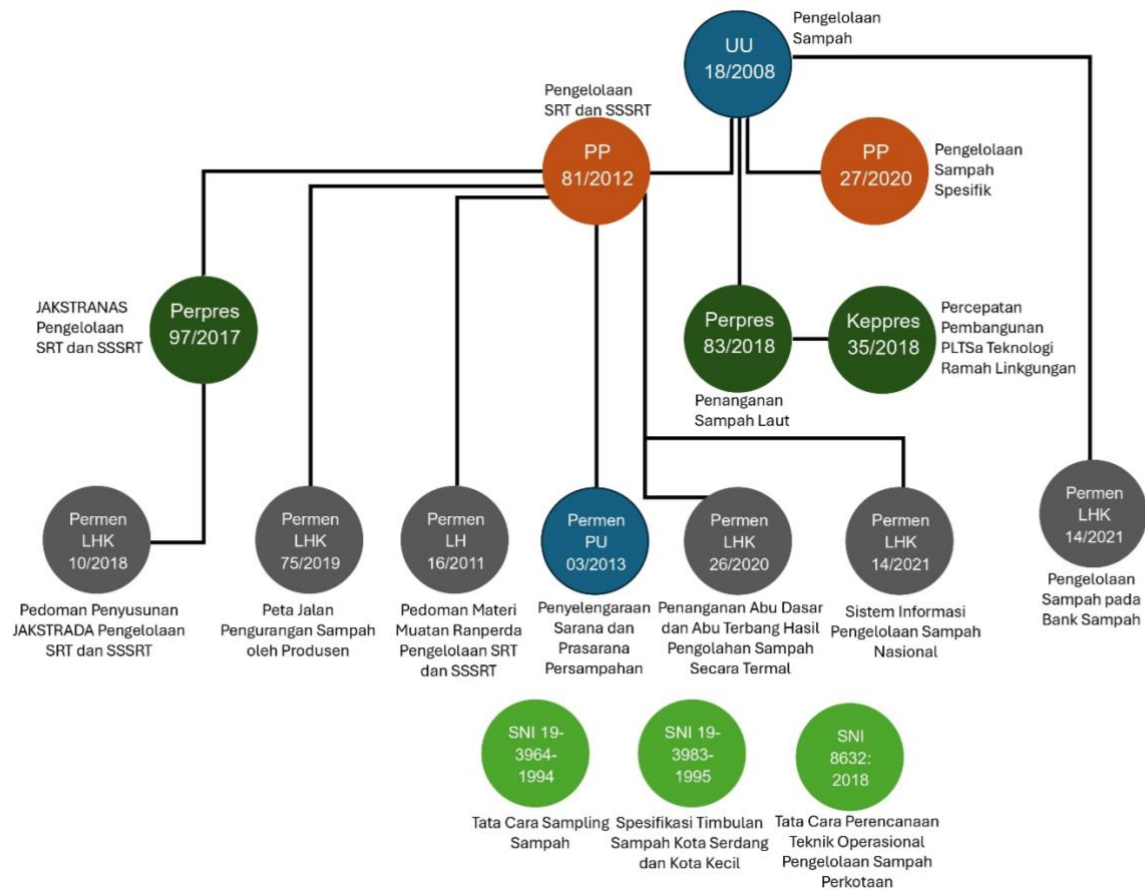 UU
18/2008
Pengelolaan
Sampah
Pengelolaan
SRT dan SSSRT
PP
81/2012
PP
27/2020
Pengelolaan
Sampah
Spesifik
JAKSTRANAS
Pengelolaan
SRT dan SSSRT
Perpres
97/2017
Perpres
83/2018
Penanganan
Sampah Laut
Keppres
35/2018
Percepatan
Pembangunan
PLTSa Teknologi
Ramah Linkgungan
Permen
LHK
10/2018
Pedoman Penyusunan
JAKSTRADA Pengelolaan
SRT dan SSSRT
Permen
LHK
75/2019
Peta Jalan
Pengurangan Sampah
oleh Produsen
Permen
LH
16/2011
Pedoman Materi
Muatan Ranperda
Pengelolaan SRT
dan SSSRT
Permen
PU
03/2013
Penyelengaraan
Sarana dan
Prasarana
Persampahan
Permen
LHK
26/2020
Penanganan Abu Dasar
dan Abu Terbang Hasil
Pengolahan Sampah
Secara Termal
Permen
LHK
14/2021
Sistem Informasi
Pengelolaan Sampah
Nasional
Permen
LHK
14/2021
Pengelolaan
Sampah pada
Bank Sampah
SNI 19-
3964-
1994
Tata Cara Sampling
Sampah
SNI 19-
3983-
1995
Spesifikasi Timbulan
Sampah Kota Serdang
dan Kota Kecil
SNI
8632:
2018
Tata Cara Perencanaan
Teknik Operasional
Pengelolaan Sampah
Perkotaan